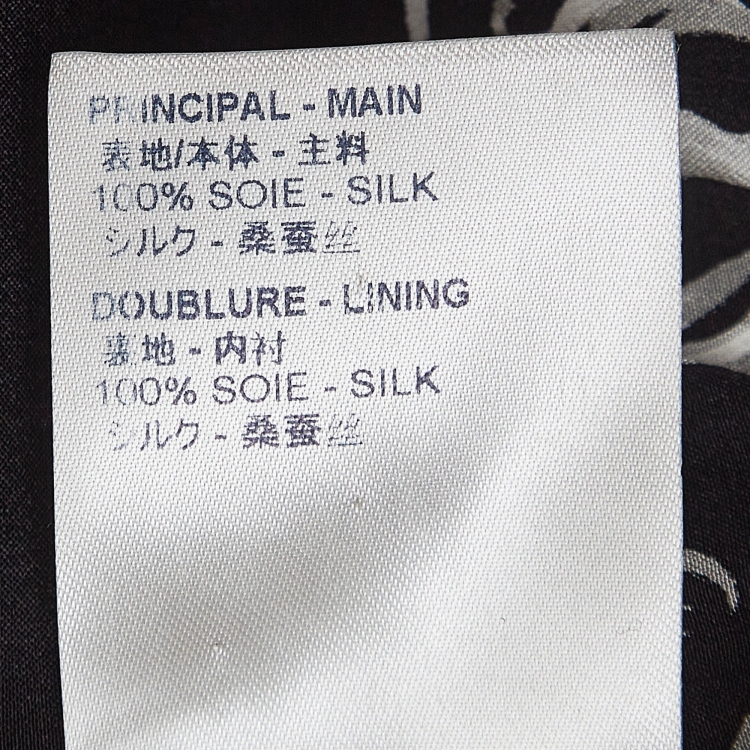 PRINCIPAL - MAIN
表地/本体 - 主料
100% SOIE - SILK
シルク - 桑蚕丝
DOUBLURE - LINING
裏地 - 内衬
100% SOIE - SILK
シルク - 桑蚕丝